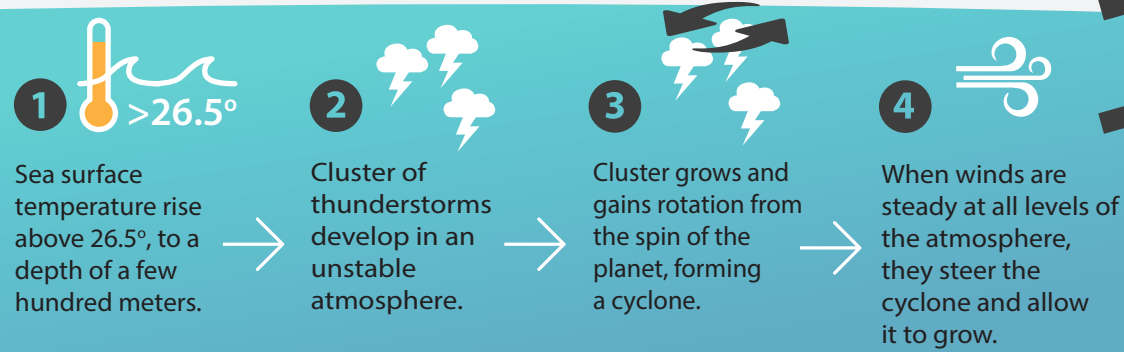 1
>26.5º
Sea surface
temperature rise
above 26.5º, to a
depth of a few
hundred meters.
2
Cluster of
thunderstorms
develop in an
unstable
atmosphere.
3
Cluster grows and
gains rotation from
the spin of the
planet, forming
a cyclone.
4
When winds are
steady at all levels of
the atmosphere,
they steer the
cyclone and allow
it to grow.